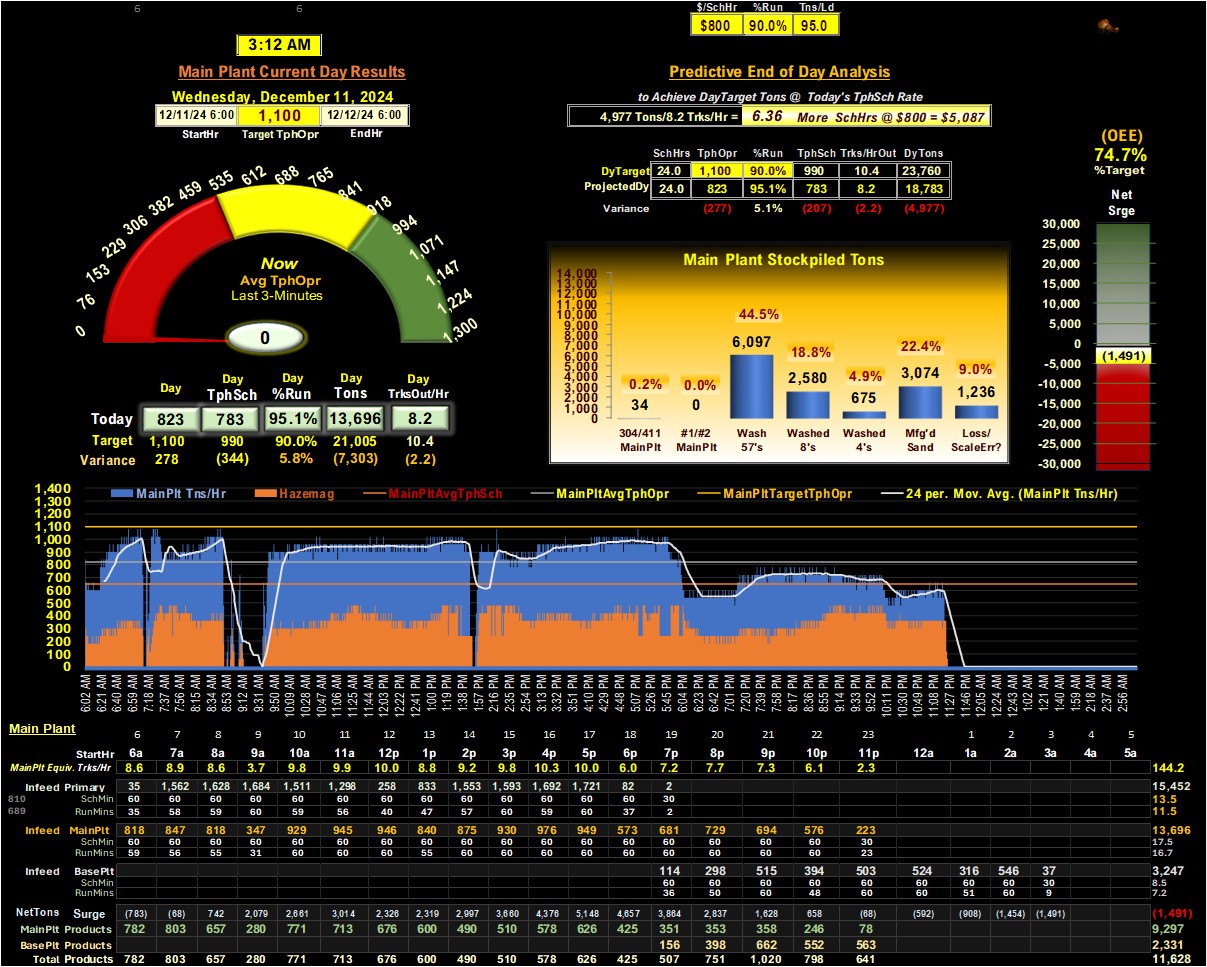 6 6
$/SchHr %Run Tns/Ld
$800 90.0% 95.0
3:12 AM
Main Plant Current Day Results
Wednesday, December 11, 2024
12/11/24 6:00 1,100 12/12/24 6:00
StartHr Target TphOpr EndHr
Predictive End of Day Analysis
to Achieve DayTarget Tons @ Today's TphSch Rate
4,977 Tons/8.2 Trks/Hr = 6.36 More SchHrs @ $800 = $5,087
SchHrs TphOpr %Run TphSch Trks/HrOut DyTons
DyTarget 24.0 1,100 90.0% 990 10.4 23,760
ProjectedDy 24.0 823 95.1% 783 8.2 18,783
Variance (277) 5.1% (207) (2.2) (4,977)
(OEE)
74.7%
%Target
Net
Srge
30,000
25,000
20,000
15,000
10,000
5,000
0
(1,491)
-5,000
-10,000
-15,000
-20,000
-25,000
-30,000
0 76 153 229 306 382 459 535 612 688 765 841 918 994 1,071 1,147 1,224 1,300
Now
Avg TphOpr
Last 3-Minutes
0
Day Day Day Day Day
TphSch %Run Tons TrksOut/Hr
Today 823 783 95.1% 13,696 8.2
Target 1,100 990 90.0% 21,005 10.4
Variance 278 (344) 5.8% (7,303) (2.2)
Main Plant Stockpiled Tons
14,000
13,000
12,000
11,000
10,000
9,000
8,000
7,000
6,000
5,000
4,000
3,000
2,000
1,000
0
0.2% 0.0% 44.5% 18.8% 4.9% 22.4% 9.0%
34 0 6,097 2,580 675 3,074 1,236
304/411 #1/#2 Wash Washed Washed Mfg'd Loss/
MainPlt MainPlt 57's 8's 4's Sand ScaleErr?
MainPlt Tns/Hr Hazemag MainPltAvgTphSch MainPltAvgTphOpr MainPltTargetTphOpr 24 per. Mov. Avg. (MainPlt Tns/Hr)
1,400
1,300
1,200
1,100
1,000
900
800
700
600
500
400
300
200
100
0
6:02 AM 6:21 AM 6:40 AM 6:59 AM 7:18 AM 7:37 AM 7:56 AM 8:15 AM 8:34 AM 8:53 AM 9:12 AM 9:31 AM 9:50 AM 10:09 AM 10:28 AM 10:47 AM 11:06 AM 11:25 AM 11:44 AM 12:03 PM 12:22 PM 12:41 PM 1:00 PM 1:19 PM 1:38 PM 1:57 PM 2:16 PM 2:35 PM 2:54 PM 3:13 PM 3:32 PM 3:51 PM 4:10 PM 4:29 PM 4:48 PM 5:07 PM 5:26 PM 5:45 PM 6:04 PM 6:23 PM 6:42 PM 7:01 PM 7:20 PM 7:39 PM 7:58 PM 8:17 PM 8:36 PM 8:55 PM 9:14 PM 9:33 PM 9:52 PM 10:11 PM 10:30 PM 10:49 PM 11:08 PM 11:27 PM 11:46 PM 12:05 AM 12:24 AM 12:43 AM 1:02 AM 1:21 AM 1:40 AM 1:59 AM 2:18 AM 2:37 AM 2:56 AM
Main Plant
6 7 8 9 10 11 12 13 14 15 16 17 18 19 20 21 22 23 1 2 3 4 5
StartHr 6a 7a 8a 9a 10a 11a 12p 1p 2p 3p 4p 5p 6p 7p 8p 9p 10p 11p 12a 1a 2a 3a 4a 5a
MainPlt Equiv. Trks/Hr 8.6 8.9 8.6 3.7 9.8 9.9 10.0 8.8 9.2 9.8 10.3 10.0 6.0 7.2 7.7 7.3 6.1 2.3 144.2
Infeed Primary 35 1,562 1,628 1,684 1,511 1,298 258 833 1,553 1,593 1,692 1,721 82 2 15,452
810 SchMin 60 60 60 60 60 60 60 60 60 60 60 60 60 30 13.5
689 RunMins 35 58 59 60 59 56 40 47 57 60 59 60 37 2 11.5
Infeed MainPlt 818 847 818 347 929 945 946 840 875 930 976 949 573 681 729 694 576 223 13,696
SchMin 60 60 60 60 60 60 60 60 60 60 60 60 60 60 60 60 60 30 17.5
RunMins 59 56 55 31 60 60 60 55 60 60 60 60 60 60 60 60 60 23 16.7
Infeed BasePlt 114 298 515 394 503 524 316 546 37 3,247
SchMin 60 60 60 60 60 60 60 60 30 8.5
RunMins 36 50 60 48 60 60 51 60 9 7.2
NetTons Surge (783) (68) 742 2,079 2,661 3,014 2,326 2,319 2,997 3,660 4,376 5,148 4,657 3,864 2,837 1,628 658 (68) (592) (908) (1,454) (1,491) (1,491)
MainPlt Products 782 803 657 280 771 713 676 600 490 510 578 626 425 351 353 358 246 78 9,297
BasePlt Products 156 398 662 552 563 2,331
Total Products 782 803 657 280 771 713 676 600 490 510 578 626 425 507 751 1,020 798 641 11,628